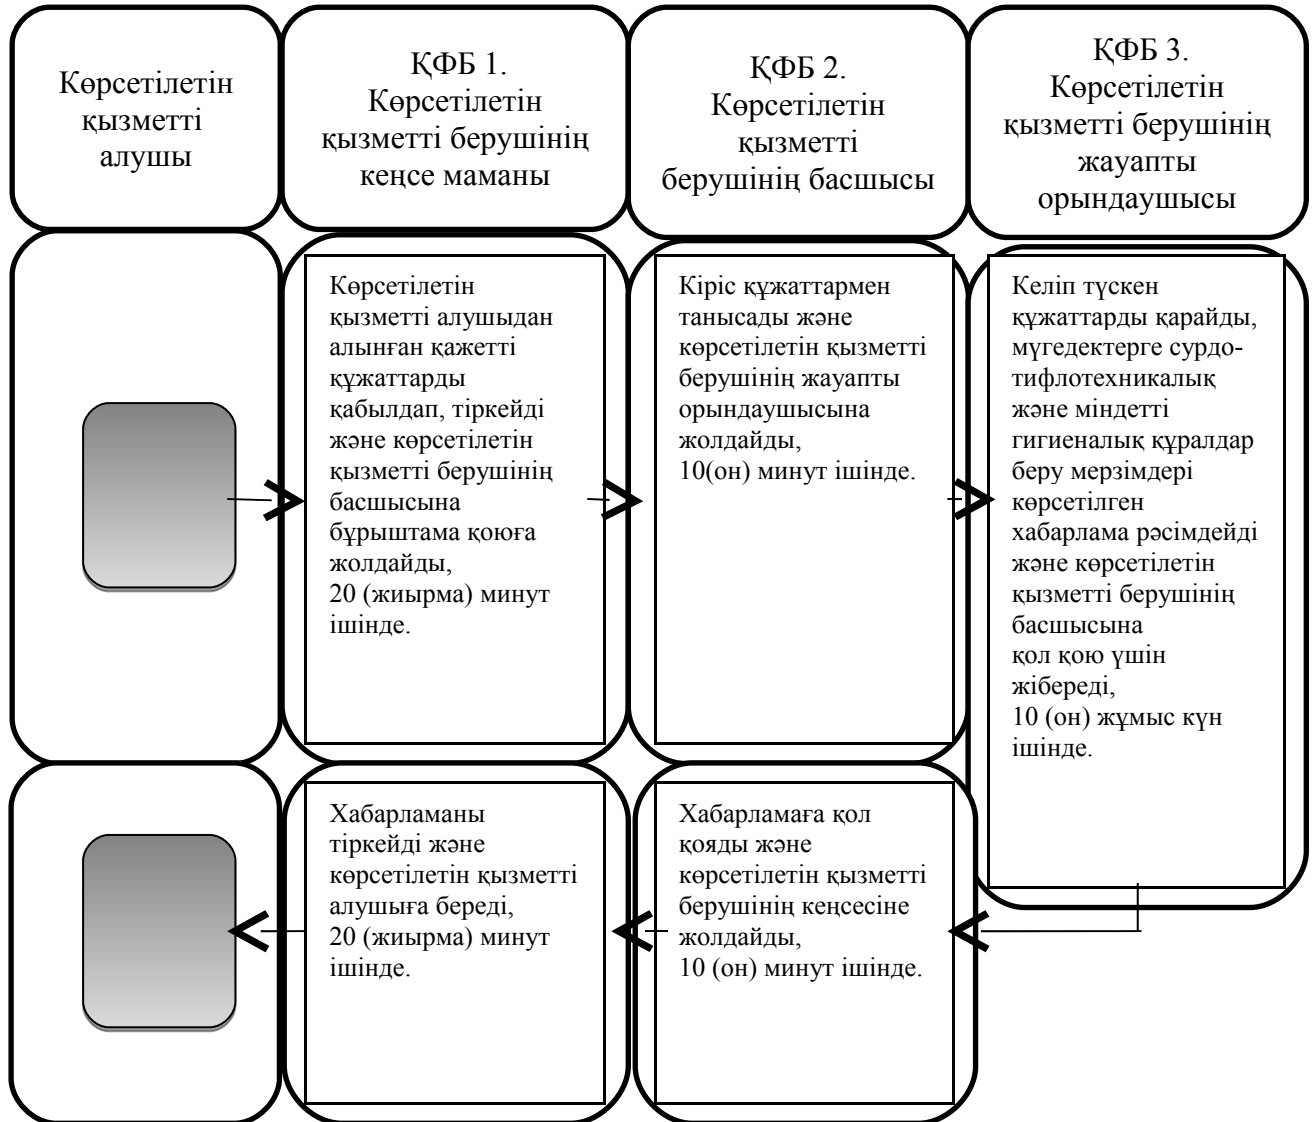 Көрсетілетін
қызметті
алушы
ҚФБ 1.
Көрсетілетін
қызметті берушінің
кеңсе маманы
ҚФБ 2.
Көрсетілетін
қызметті
берушінің басшысы
ҚФБ 3.
Көрсетілетін
қызметті берушінің
жауапты
орындаушысы
Көрсетілетін
қызметті алушыдан
алынған қажетті
құжаттарды
қабылдап, тіркейді
және көрсетілетін
қызметті берушінің
басшысына
бұрыштама қоюға
жолдайды,
20 (жиырма) минут
ішінде.
Кіріс құжаттармен
танысады және
көрсетілетін қызметті
берушінің жауапты
орындаушысына
жолдайды,
10(он) минут ішінде.
Келіп түскен
құжаттарды қарайды,
мүгедектерге сурдо-
тифлотехникалық
және міндетті
гигиеналық құралдар
беру мерзімдері
көрсетілген
хабарлама рәсімдейді
және көрсетілетін
қызметті берушінің
басшысына
қол қою үшін
жібереді,
10 (он) жұмыс күн
ішінде.
Хабарламаны
тіркейді және
көрсетілетін қызметті
алушыға береді,
20 (жиырма) минут
ішінде.
Хабарламаға қол
қояды және
көрсетілетін қызметті
берушінің кеңсесіне
жолдайды,
10 (он) минут ішінде.